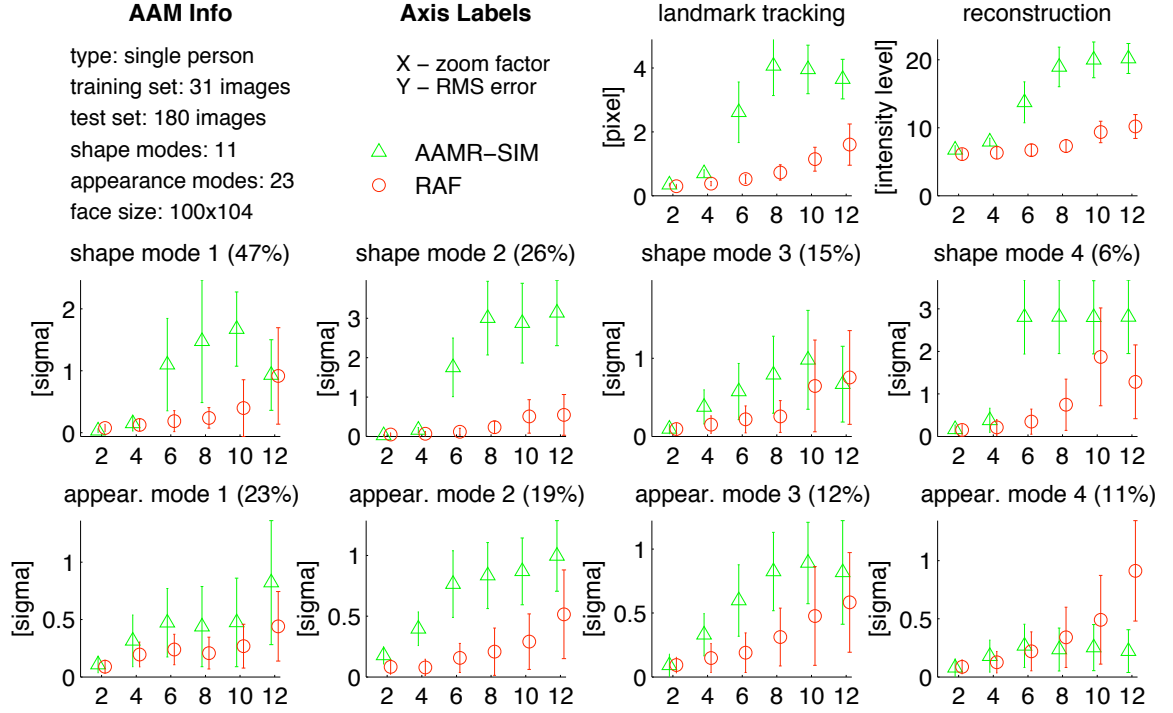 AAM Info
type: single person
training set: 31 images
test set: 180 images
shape modes: 11
appearance modes: 23
face size: 100x104
Axis Labels
X − zoom factor
Y − RMS error
AAMR−SIM
RAF
landmark tracking
[pixel]
4
2
0
2 4 6 8 10 12
reconstruction
[intensity level]
20
10
0
2 4 6 8 10 12
shape mode 1 (47%)
[sigma]
2
1
0
2 4 6 8 10 12
shape mode 2 (26%)
[sigma]
3
2
1
0
2 4 6 8 10 12
shape mode 3 (15%)
[sigma]
1
0
2 4 6 8 10 12
shape mode 4 (6%)
[sigma]
3
2
1
0
2 4 6 8 10 12
appear. mode 1 (23%)
[sigma]
1
0.5
0
2 4 6 8 10 12
appear. mode 2 (19%)
[sigma]
1
0.5
0
2 4 6 8 10 12
appear. mode 3 (12%)
[sigma]
1
0.5
0
2 4 6 8 10 12
appear. mode 4 (11%)
[sigma]
1
0.5
0
2 4 6 8 10 12